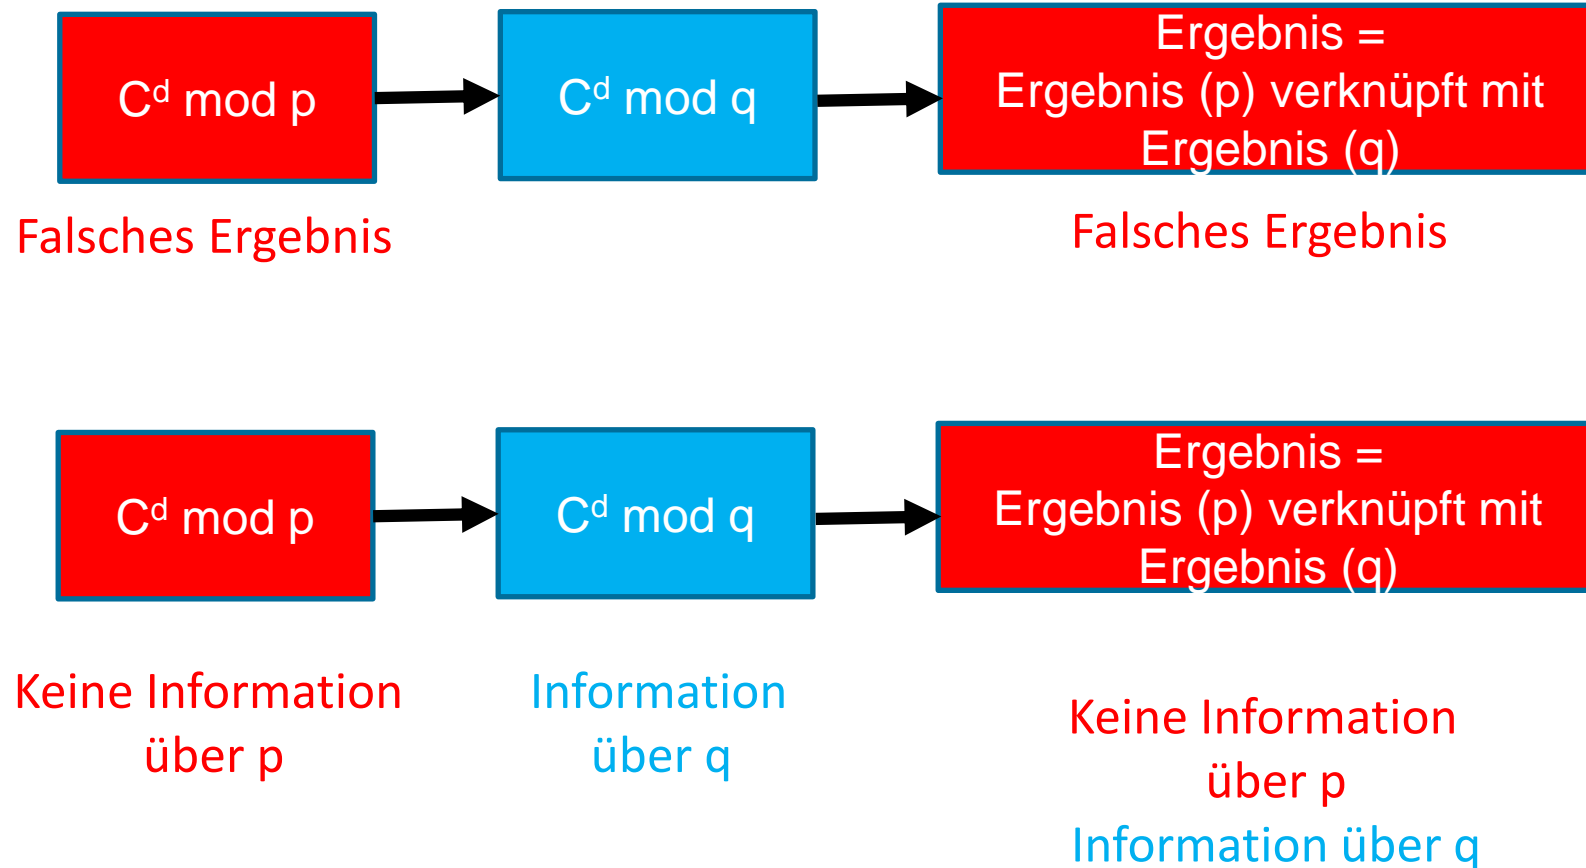 Cᵈ mod p
Cᵈ mod q
Ergebnis =
Ergebnis (p) verknüpft mit
Ergebnis (q)
Falsches Ergebnis
Falsches Ergebnis
Cᵈ mod p
Cᵈ mod q
Ergebnis =
Ergebnis (p) verknüpft mit
Ergebnis (q)
Keine Information
über p
Information
über q
Keine Information
über p
Information über q